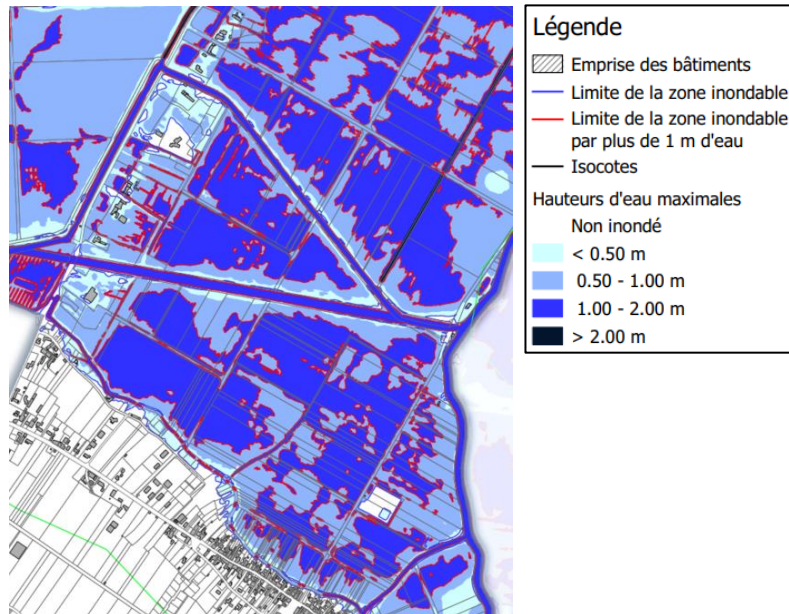 Légende
Emprise des bâtiments
Limite de la zone inondable
Limite de la zone inondable
par plus de 1 m d'eau
Isocotes
Hauteurs d'eau maximales
Non inondé
< 0.50 m
0.50 - 1.00 m
1.00 - 2.00 m
> 2.00 m